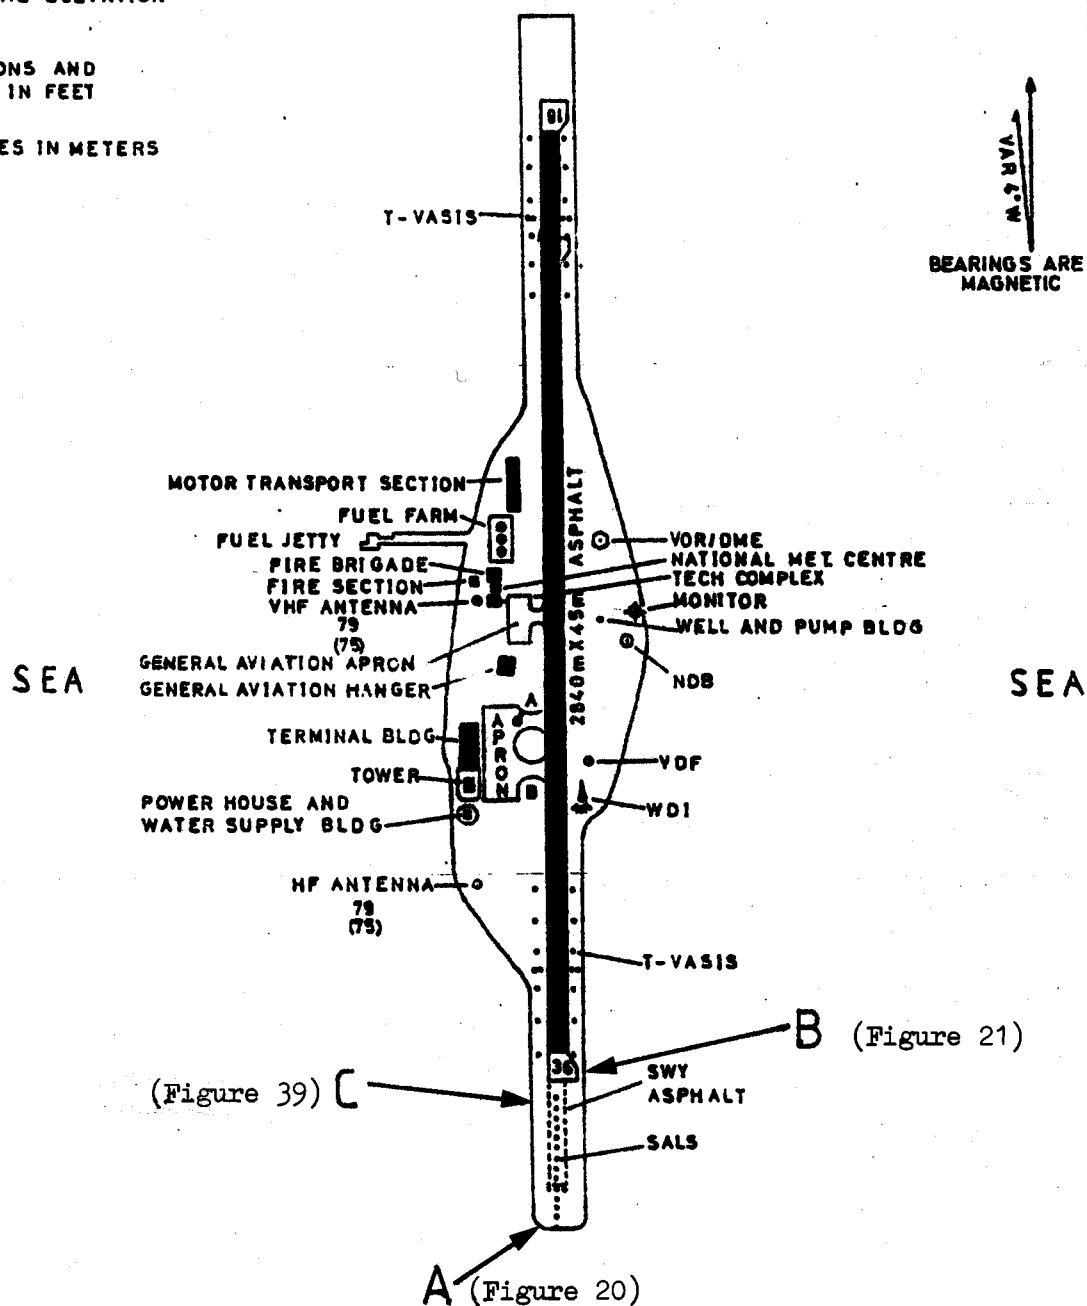 ONS AND
IN FEET
ES IN METERS
18
T-VASIS
VAR 4°W
BEARINGS ARE
MAGNETIC
MOTOR TRANSPORT SECTION
FUEL FARM
FUEL JETTY
FIRE BRIGADE
FIRE SECTION
VHF ANTENNA
79
(75)
GENERAL AVIATION APRON
GENERAL AVIATION HANGER
SEA
TERMINAL BLDG
TOWER
POWER HOUSE AND
WATER SUPPLY BLDG
HF ANTENNA
79
(75)
A
APRON
B
2840m X 45m ASPHALT
VOR/DME
NATIONAL MET. CENTRE
TECH COMPLEX
MONITOR
WELL AND PUMP BLDG
NDB
SEA
VDF
WDI
T-VASIS
B (Figure 21)
36
SWY
ASPHALT
(Figure 39) C
SALS
A (Figure 20)